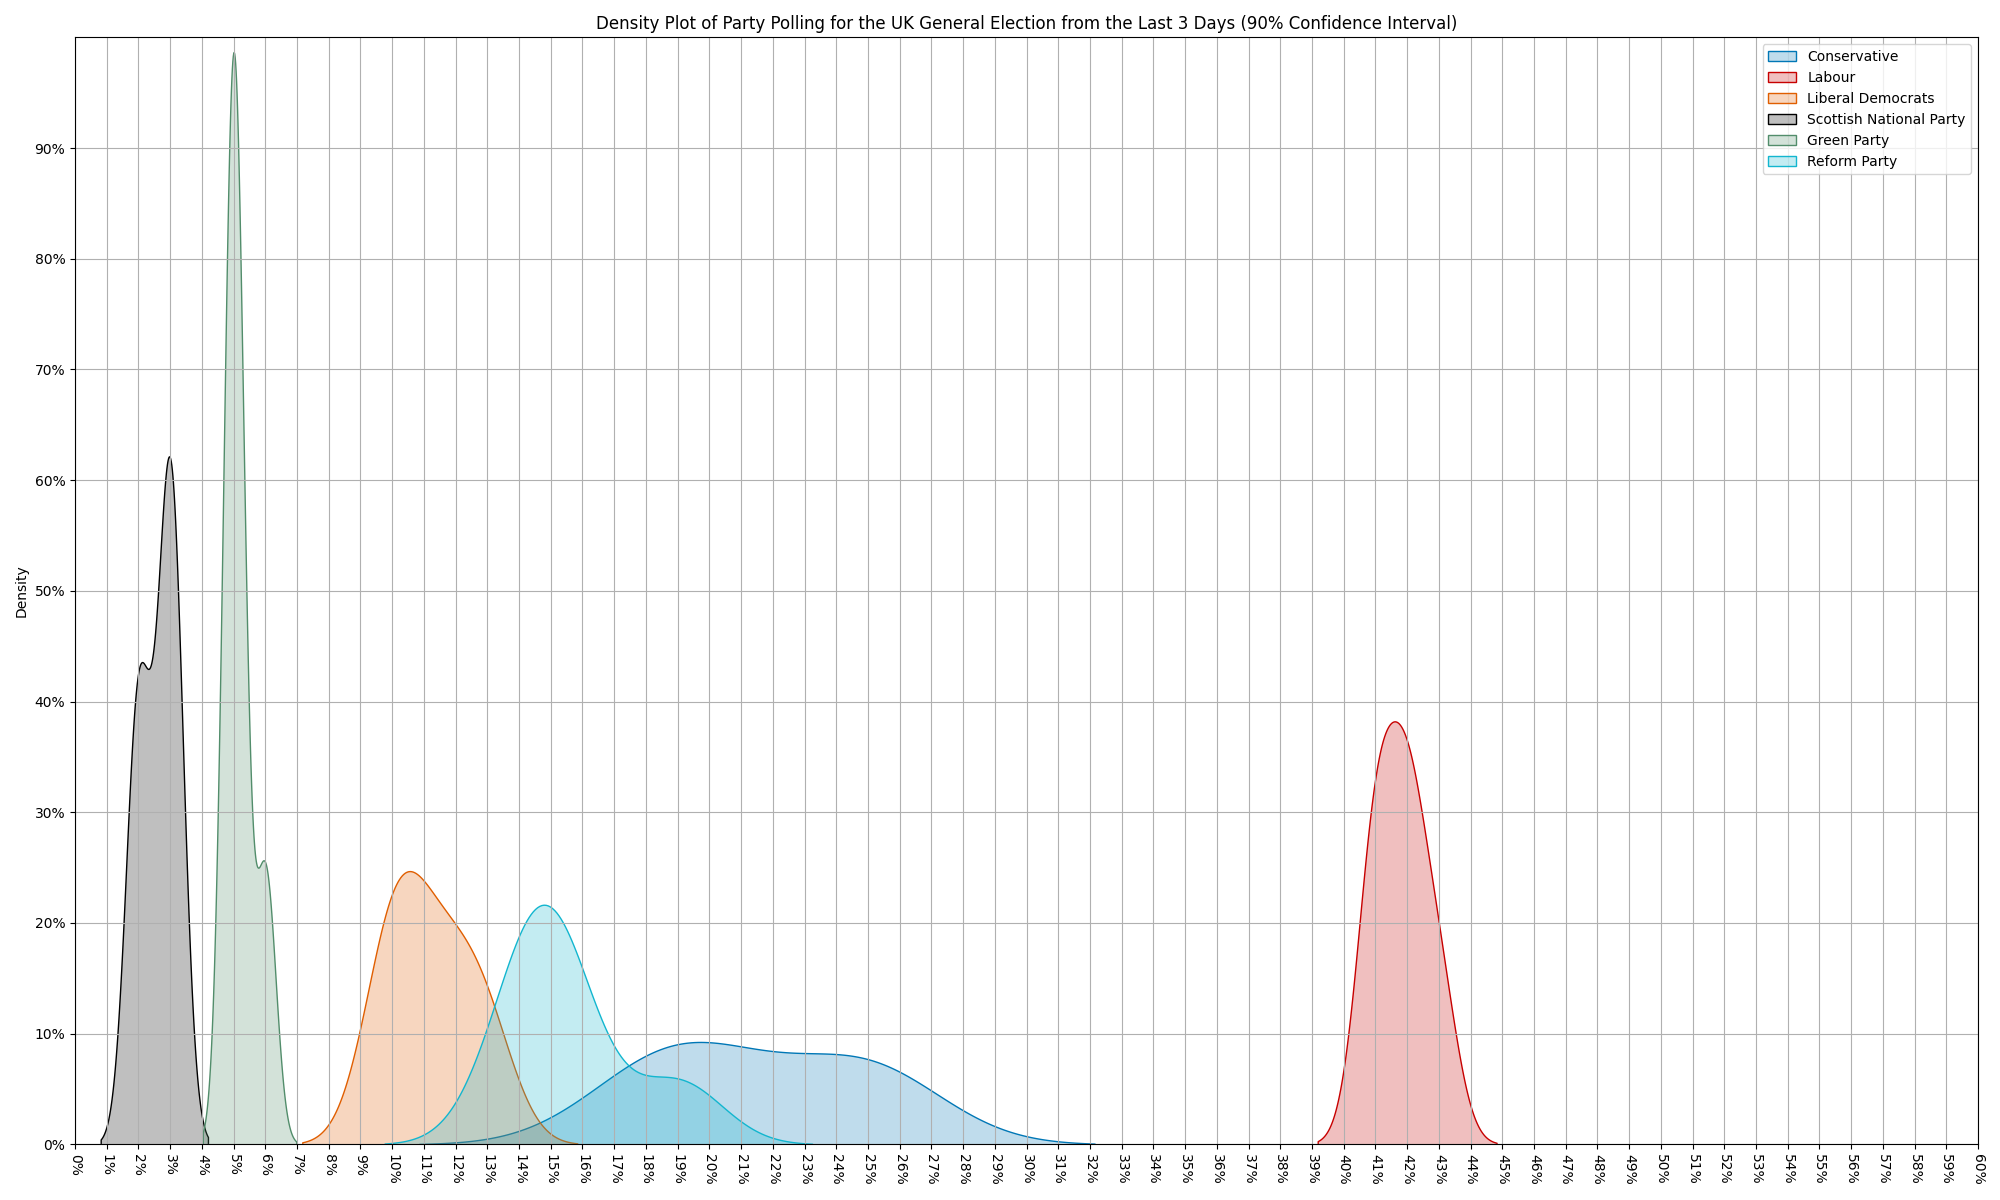 Density Plot of Party Polling for the UK General Election from the Last 3 Days (90% Confidence Interval)
Conservative
Labour
Liberal Democrats
Scottish National Party
Green Party
Reform Party
90%
80%
70%
60%
50%
40%
30%
20%
10%
0%
Density
0% 1% 2% 3% 4% 5% 6% 7% 8% 9% 10% 11% 12% 13% 14% 15% 16% 17% 18% 19% 20% 21% 22% 23% 24% 25% 26% 27% 28% 29% 30% 31% 32% 33% 34% 35% 36% 37% 38% 39% 40% 41% 42% 43% 44% 45% 46% 47% 48% 49% 50% 51% 52% 53% 54% 55% 56% 57% 58% 59% 60%